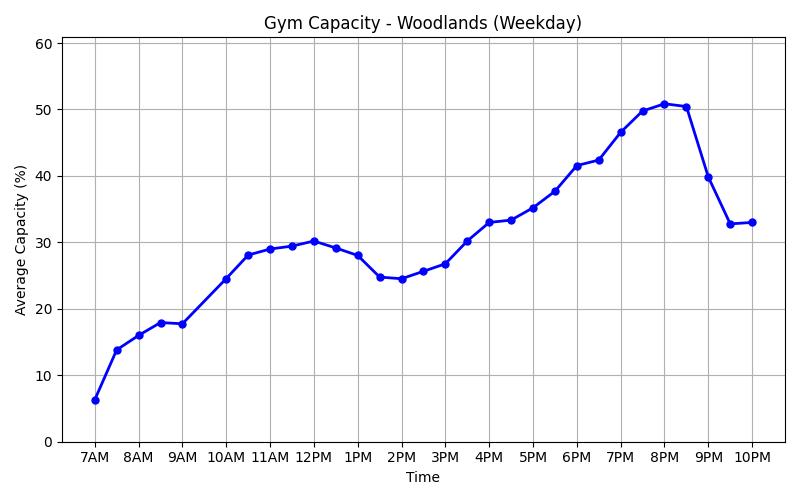 Gym Capacity - Woodlands (Weekday)
60
50
40
30
20
10
0
Average Capacity (%)
7AM 8AM 9AM 10AM 11AM 12PM 1PM 2PM 3PM 4PM 5PM 6PM 7PM 8PM 9PM 10PM
Time